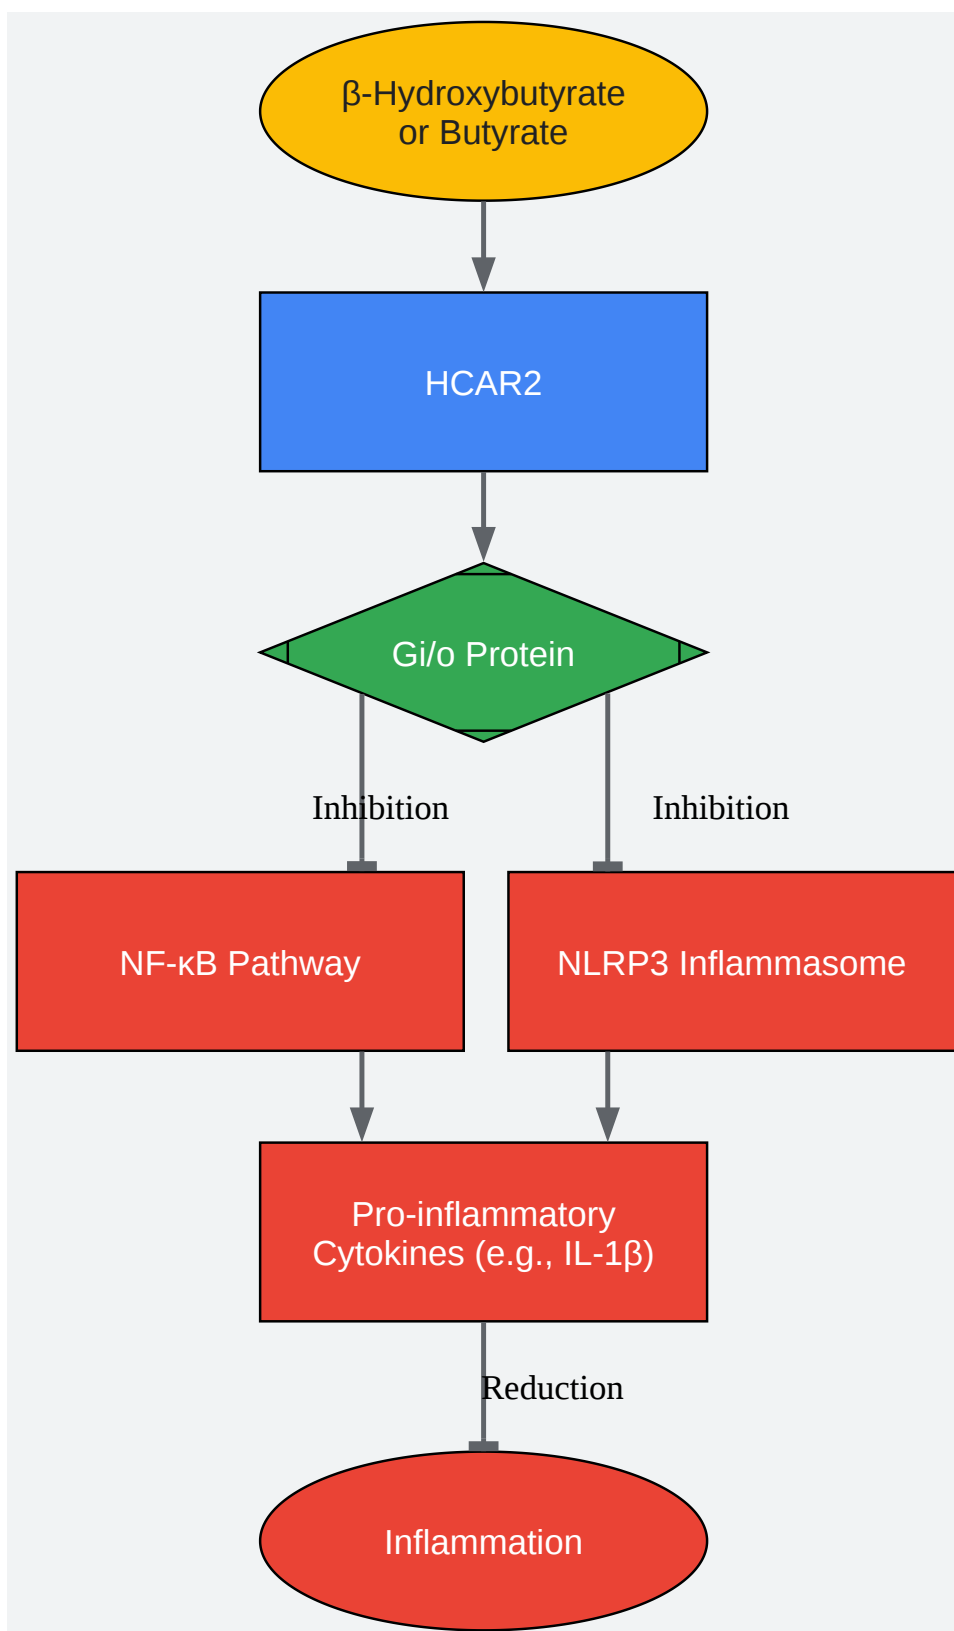 β-Hydroxybutyrate
or Butyrate
HCAR2
Gi/o Protein
Inhibition
Inhibition
NF-κB Pathway
NLRP3 Inflammasome
Pro-inflammatory
Cytokines (e.g., IL-1β)
Reduction
Inflammation